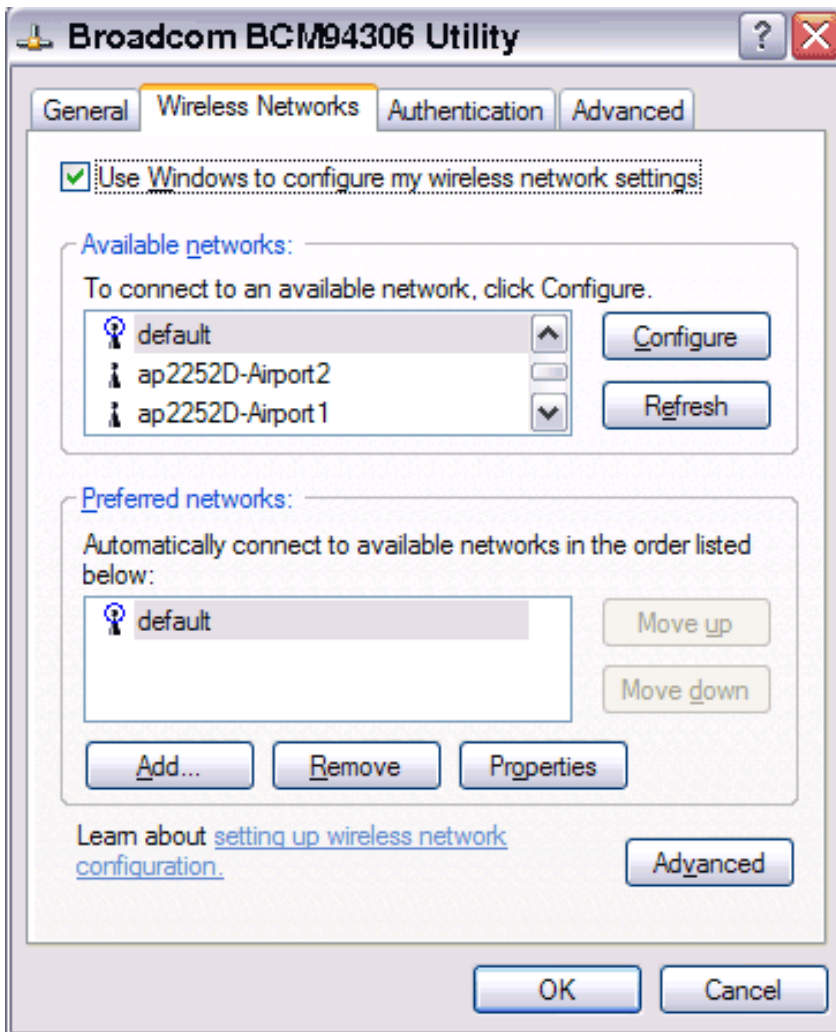 Broadcom BCM94306 Utility
General Wireless Networks Authentication Advanced
Use Windows to configure my wireless network settings
Available networks:
To connect to an available network, click Configure.
default
Configure
ap2252D-Airport2
ap2252D-Airport1
Refresh
Preferred networks:
Automatically connect to available networks in the order listed
below:
default
Move up
Move down
Add... Remove Properties
Learn about setting up wireless network
configuration.
Advanced
OK Cancel